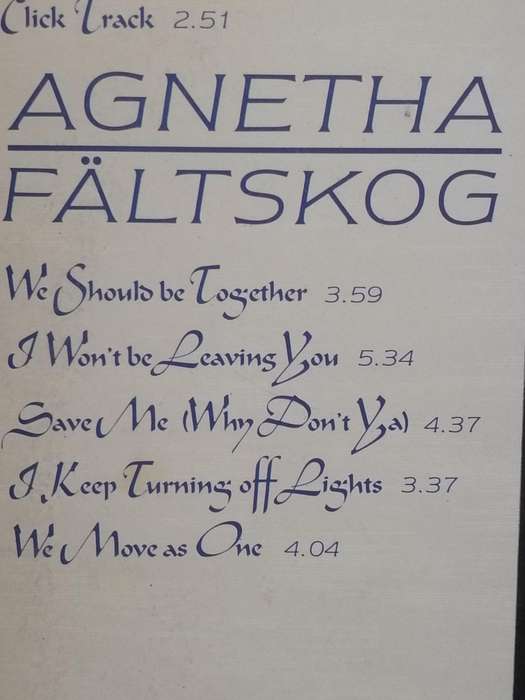 Click Track 2.51
AGNETHA
FÄLTSKOG
We Should be Together 3.59
I Won't be Leaving You 5.34
Save Me (Why Don't Ya) 4.37
I Keep Turning off Lights 3.37
We Move as One 4.04